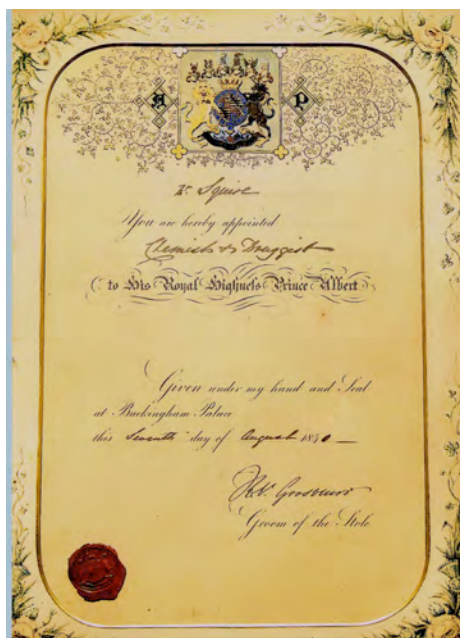 A P
Mr. Squire
You are hereby appointed
Chemist & Druggist
to His Royal Highness Prince Albert
Given under my hand and Seal
at Buckingham Palace
this Seventh day of August 1840
Groom of the Stole